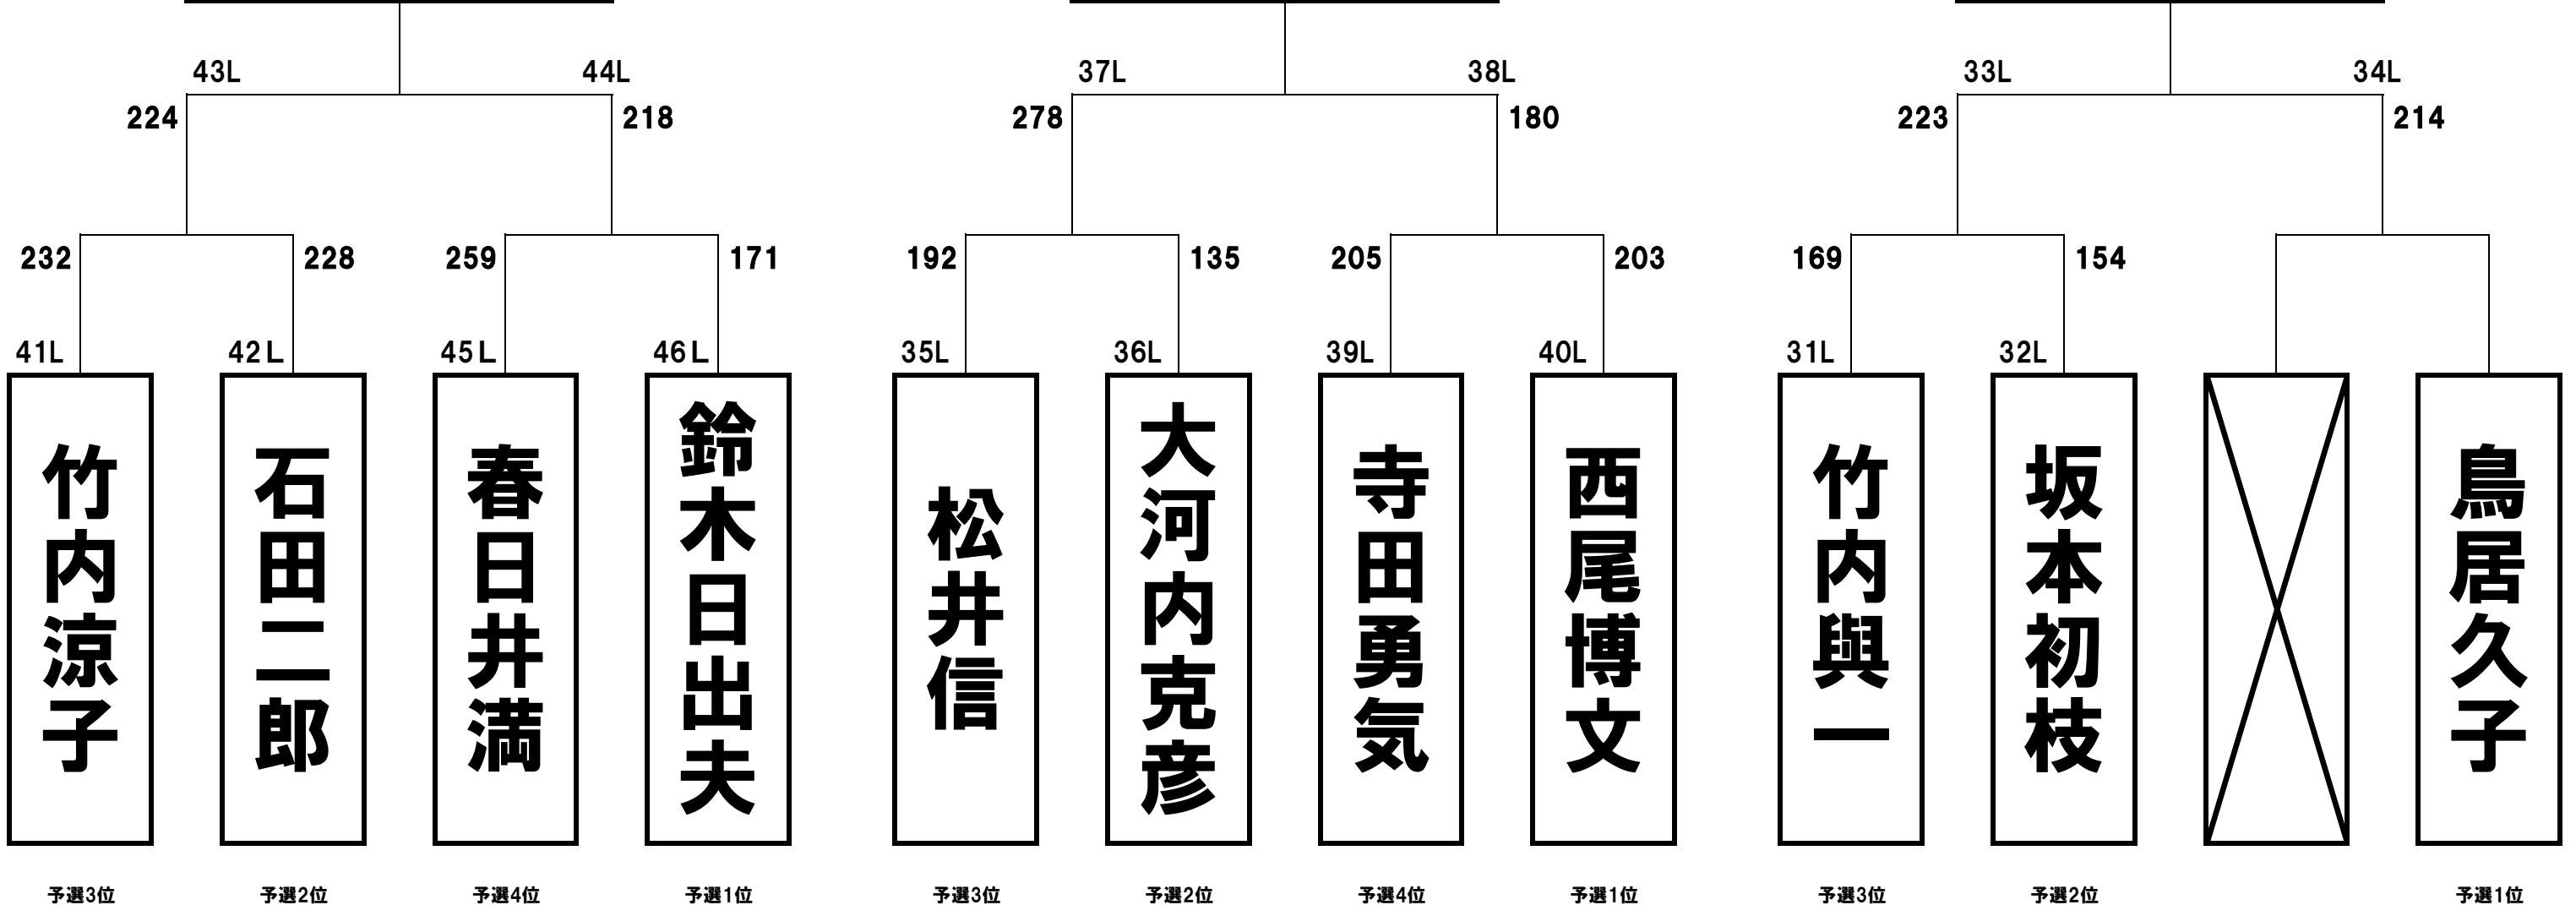 43L 44L 37L 38L 33L 34L
224 218 278 180 223 214
232 228 259 171 192 135 205 203 169 154
41L 42L 45L 46L 35L 36L 39L 40L 31L 32L
竹内涼子
石田二郎
春日井満
鈴木日出夫
松井信
大河内克彦
寺田勇気
西尾博文
竹内與一
坂本初枝
鳥居久子
予選3位 予選2位 予選4位 予選1位 予選3位 予選2位 予選4位 予選1位 予選3位 予選2位 予選1位